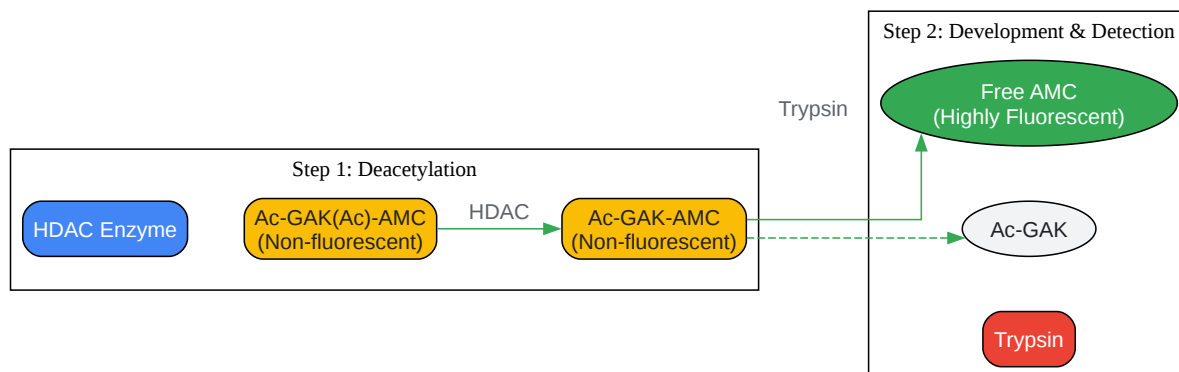 Step 1: Deacetylation
HDAC Enzyme
Ac-GAK(Ac)-AMC
(Non-fluorescent)
HDAC
Ac-GAK-AMC
(Non-fluorescent)
Trypsin
Step 2: Development & Detection
Free AMC
(Highly Fluorescent)
Ac-GAK
Trypsin